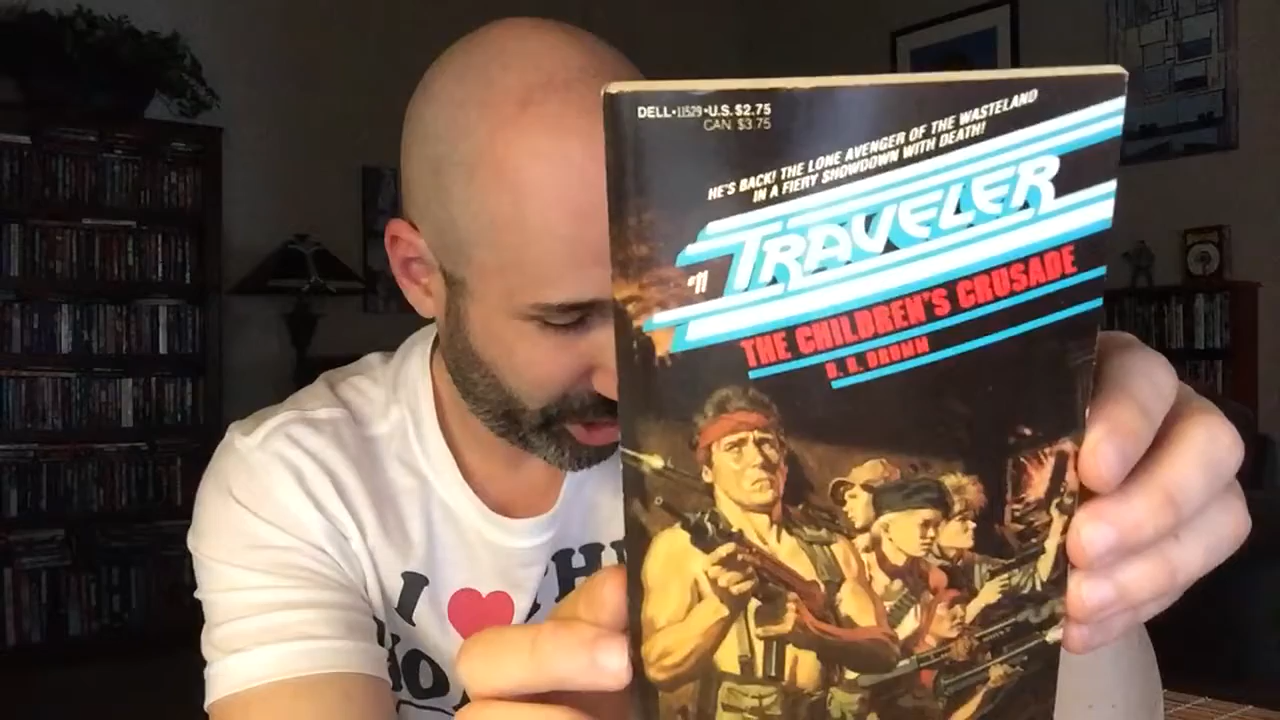 DELL•11529•U.S. $2.75
CAN $3.75
HE'S BACK! THE LONE AVENGER OF THE WASTELAND
IN A FIERY SHOWDOWN WITH DEATH!
#11
TRAVELER
THE CHILDREN'S CRUSADE
D. B. DRUMM
I ♥